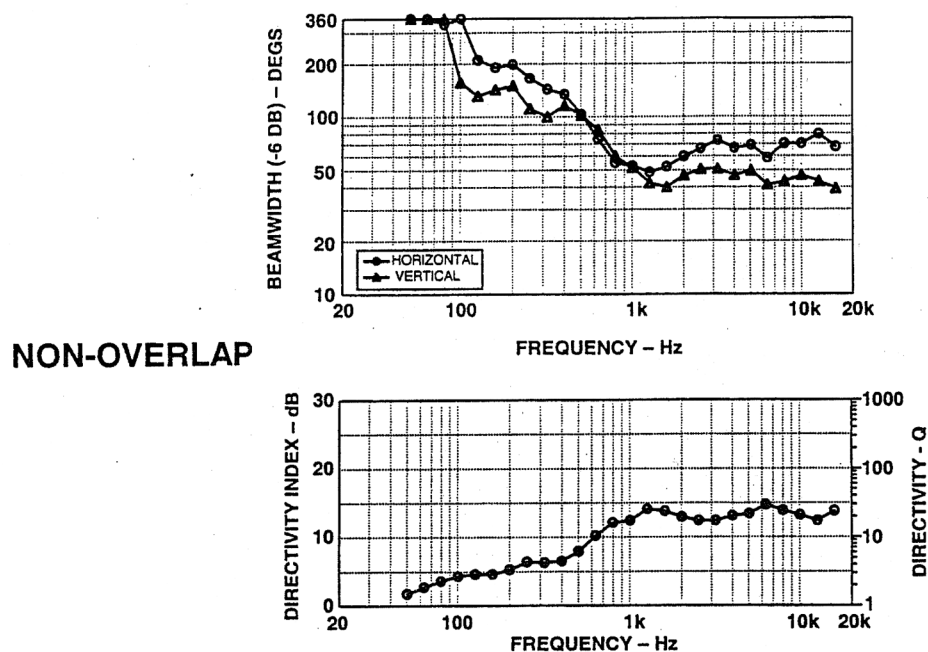 BEAMWIDTH (-6 DB) – DEGS
360
200
100
50
20
10
HORIZONTAL
VERTICAL
20
100
1k
10k
20k
FREQUENCY – Hz
NON-OVERLAP
DIRECTIVITY INDEX – dB
30
20
10
0
1000
100
10
1
DIRECTIVITY - Q
20
100
1k
10k
20k
FREQUENCY – Hz